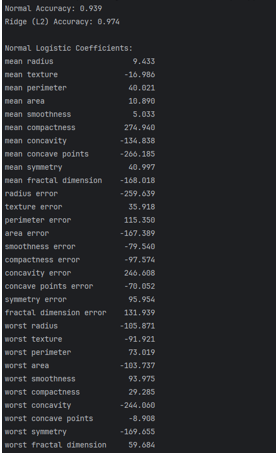 Normal Accuracy: 0.939
Ridge (L2) Accuracy: 0.974
Normal Logistic Coefficients:
mean radius 9.433
mean texture -16.986
mean perimeter 40.021
mean area 10.890
mean smoothness 5.033
mean compactness 274.940
mean concavity -134.838
mean concave points -266.185
mean symmetry 40.997
mean fractal dimension -168.018
radius error -259.639
texture error 35.918
perimeter error 115.350
area error -167.389
smoothness error -79.540
compactness error -97.574
concavity error 246.608
concave points error -70.052
symmetry error 95.954
fractal dimension error 131.939
worst radius -105.871
worst texture -91.921
worst perimeter 73.019
worst area -103.737
worst smoothness 93.975
worst compactness 29.285
worst concavity -244.060
worst concave points -8.908
worst symmetry -169.655
worst fractal dimension 59.684